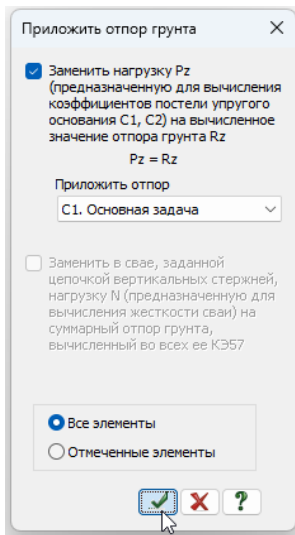 Приложить отпор грунта
Заменить нагрузку Pz
(предназначенную для вычисления
коэффициентов постели упругого
основания С1, С2) на вычисленное
значение отпора грунта Rz
Pz = Rz
Приложить отпор
С1. Основная задача
Заменить в свае, заданной
цепочкой вертикальных стержней,
нагрузку N (предназначенную для
вычисления жесткости сваи) на
суммарный отпор грунта,
вычисленный во всех ее КЭ57
Все элементы
Отмеченные элементы
?